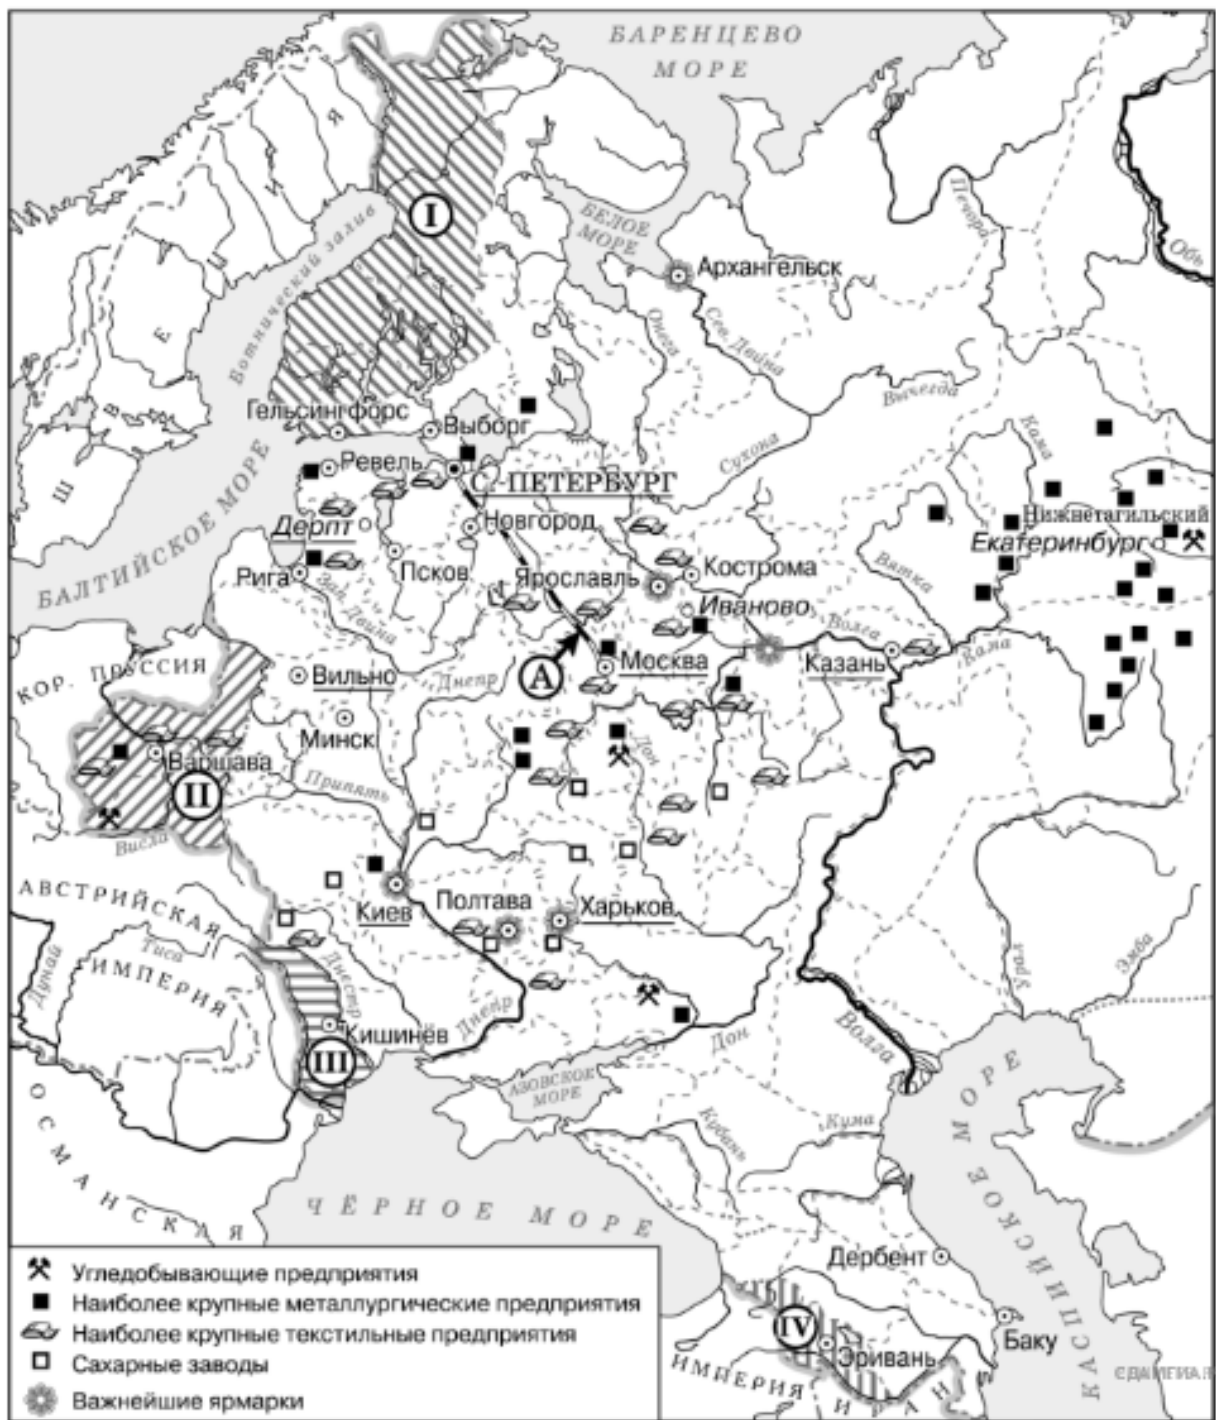 БАРЕНЦЕВО
МОРЕ
ШВЕЦИЯ
I
Ботнический залив
БЕЛОЕ
МОРЕ
Печора
Обь
Архангельск
Онега
Сев. Двина
Вычегда
Сухона
Кама
Гельсингфорс
Выборг
Ревель
С.-ПЕТЕРБУРГ
БАЛТИЙСКОЕ МОРЕ
Дерпт
Новгород
Нижнетагильский
Екатеринбург
Рига
Псков
Ярославль
Кострома
Вятка
Зап. Двина
Иваново
Волга
КОР. ПРУССИЯ
Вильно
Днепр
А
Москва
Казань
Кама
Минск
Дон
Варшава
II
Припять
Висла
Киев
Полтава
Харьков
АВСТРИЙСКАЯ
ИМПЕРИЯ
Тиса
Дунай
Днестр
Урал
Эмба
Кишинёв
III
Днепр
Дон
Волга
АЗОВСКОЕ
МОРЕ
Кубань
Кума
ОСМАНСКАЯ
ЧЁРНОЕ МОРЕ
КАСПИЙСКОЕ МОРЕ
Дербент
Баку
IV
Эривань
ИМПЕРИЯ
ИРАН
Угледобывающие предприятия
Наиболее крупные металлургические предприятия
Наиболее крупные текстильные предприятия
Сахарные заводы
Важнейшие ярмарки